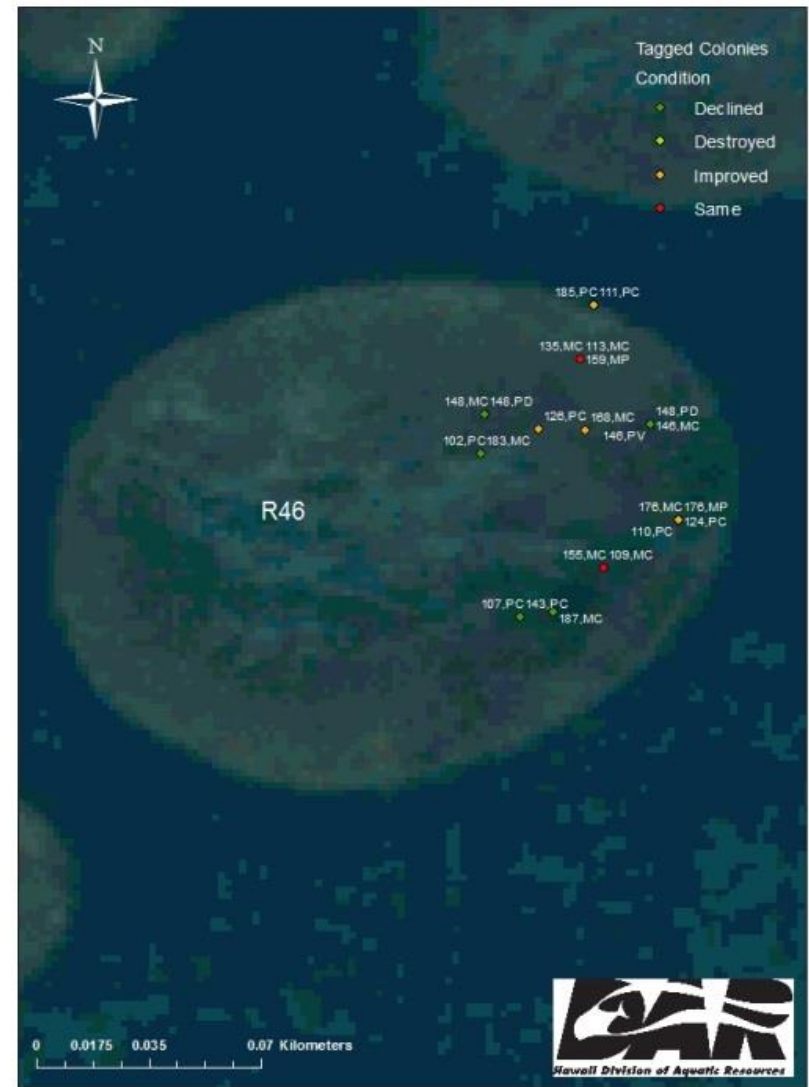 N
Tagged Colonies
Condition
Declined
Destroyed
Improved
Same
185,PC 111,PC
135,MC 113,MC
159,MP
148,MC 148,PD
126,PC
168,MC
148,PD
146,MC
146,PV
102,PC 183,MC
R46
176,MC 176,MP
124,PC
110,PC
155,MC 109,MC
107,PC 143,PC
187,MC
0 0.0175 0.035 0.07 Kilometers
DAR
Hawaii Division of Aquatic Resources